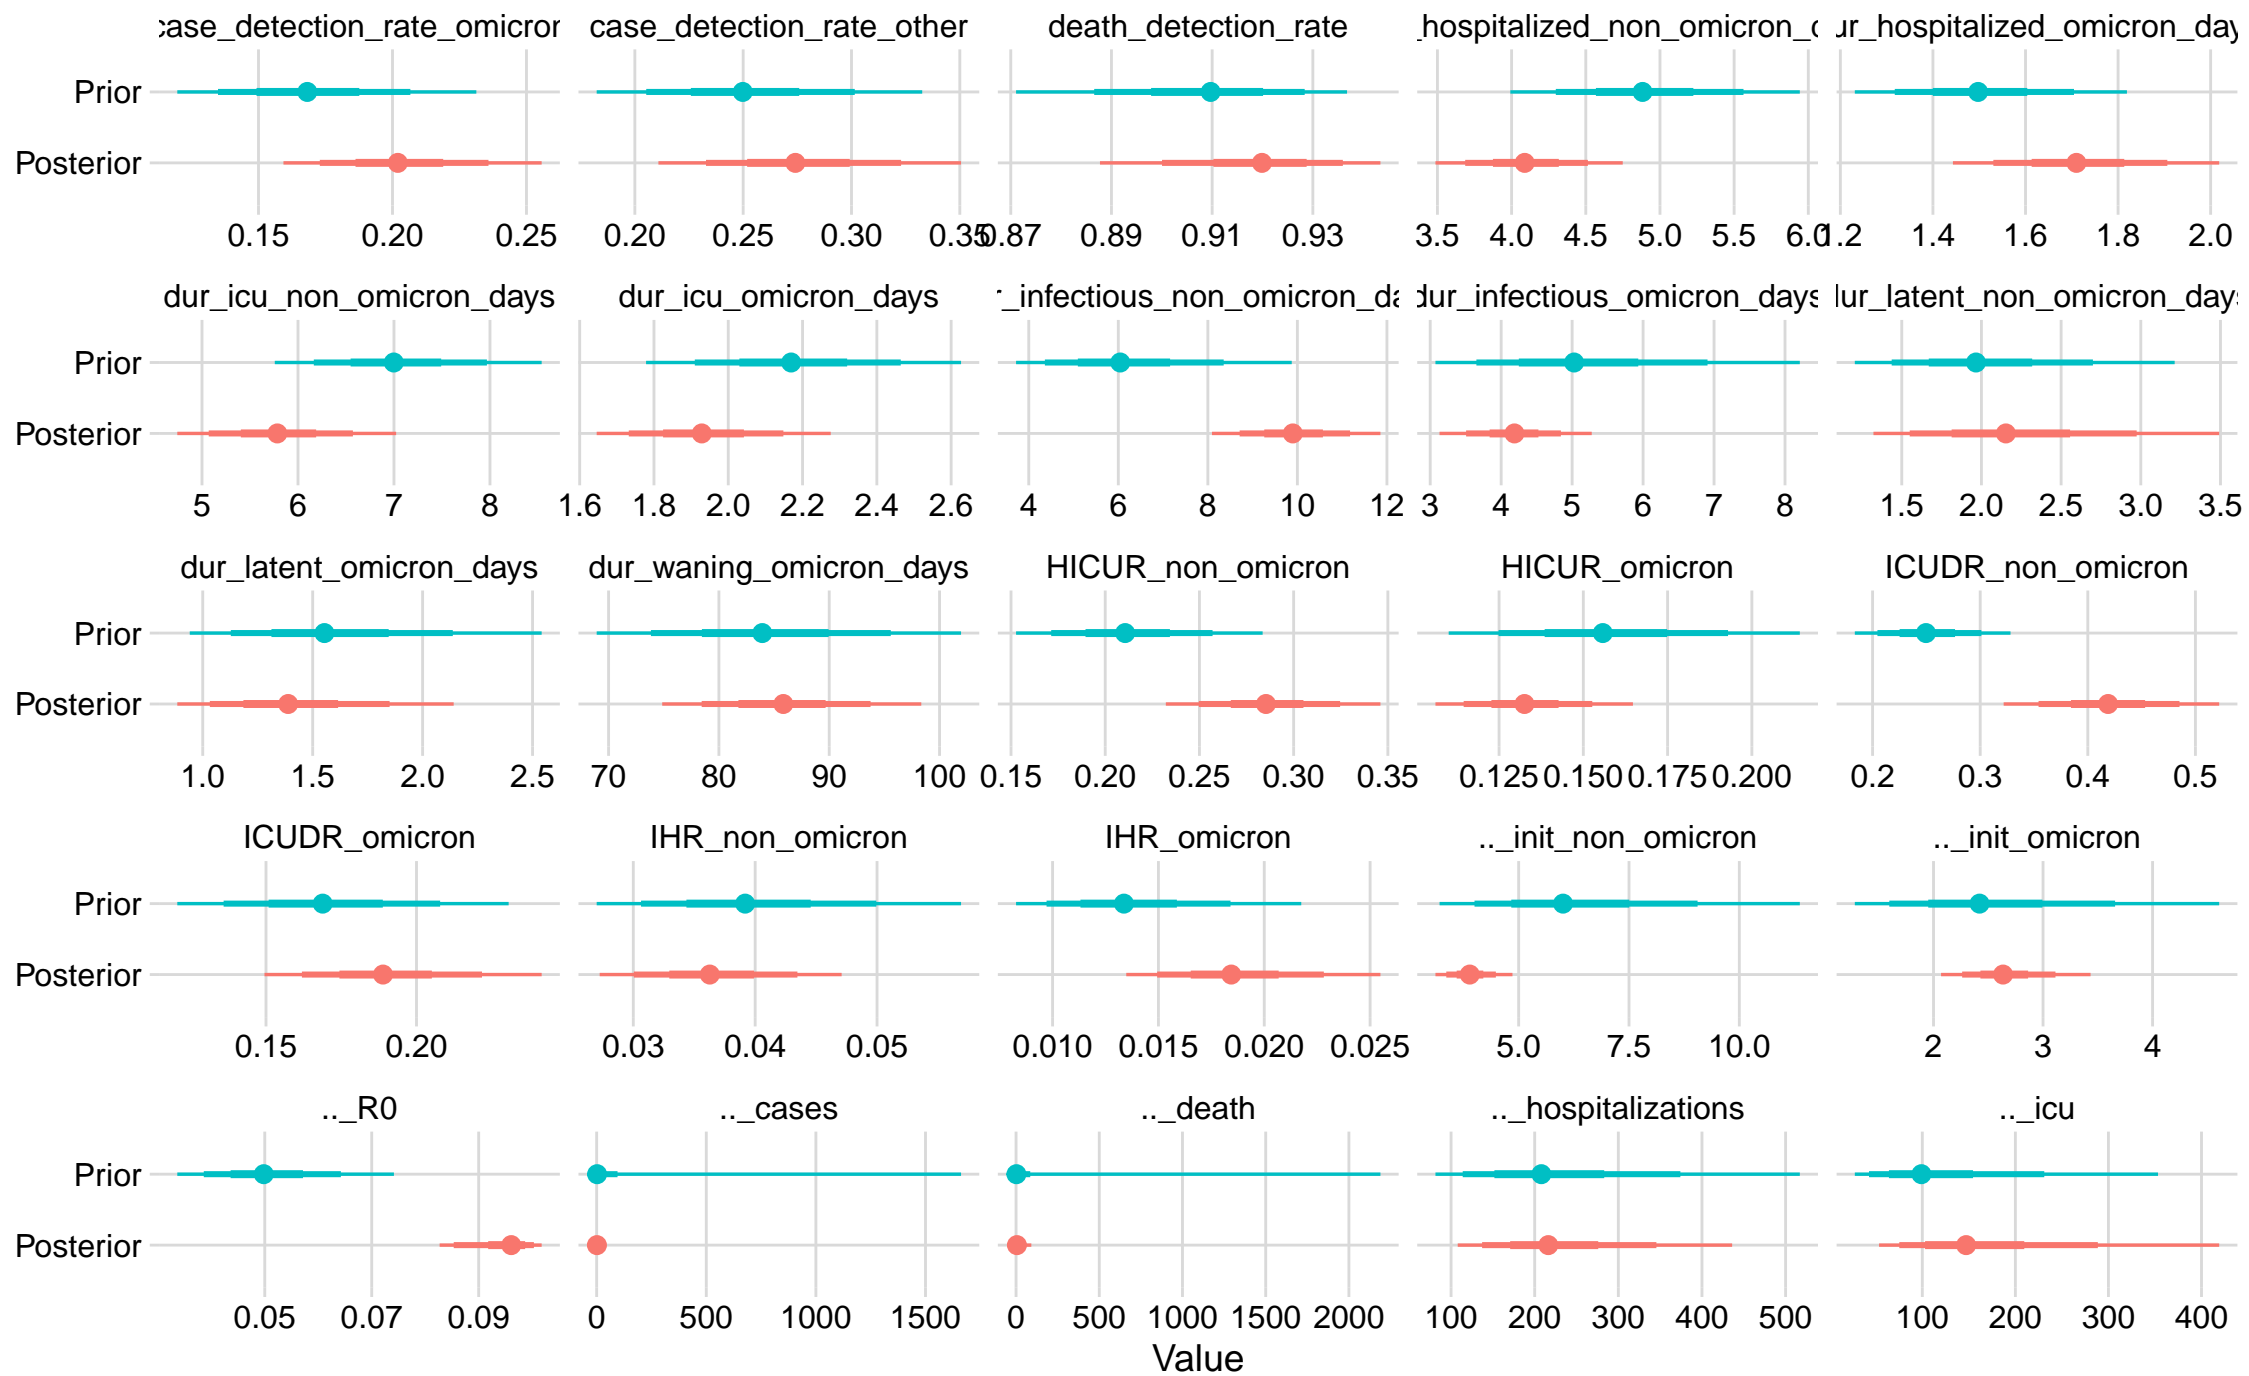 case_detection_rate_omicron case_detection_rate_other death_detection_rate _hospitalized_non_omicron_ ur_hospitalized_omicron_day
Prior
Posterior
0.15 0.20 0.25 0.20 0.25 0.30 0.35 0.87 0.89 0.91 0.93 3.5 4.0 4.5 5.0 5.5 6.0 1.2 1.4 1.6 1.8 2.0
dur_icu_non_omicron_days dur_icu_omicron_days r_infectious_non_omicron_da dur_infectious_omicron_days dur_latent_non_omicron_days
Prior
Posterior
5 6 7 8 1.6 1.8 2.0 2.2 2.4 2.6 4 6 8 10 12 3 4 5 6 7 8 1.5 2.0 2.5 3.0 3.5
dur_latent_omicron_days dur_waning_omicron_days HICUR_non_omicron HICUR_omicron ICUDR_non_omicron
Prior
Posterior
1.0 1.5 2.0 2.5 70 80 90 100 0.15 0.20 0.25 0.30 0.35 0.125 0.150 0.175 0.200 0.2 0.3 0.4 0.5
ICUDR_omicron IHR_non_omicron IHR_omicron .._init_non_omicron .._init_omicron
Prior
Posterior
0.15 0.20 0.03 0.04 0.05 0.010 0.015 0.020 0.025 5.0 7.5 10.0 2 3 4
.._R0 .._cases .._death .._hospitalizations .._icu
Prior
Posterior
0.05 0.07 0.09 0 500 1000 1500 0 500 1000 1500 2000 100 200 300 400 500 100 200 300 400
Value